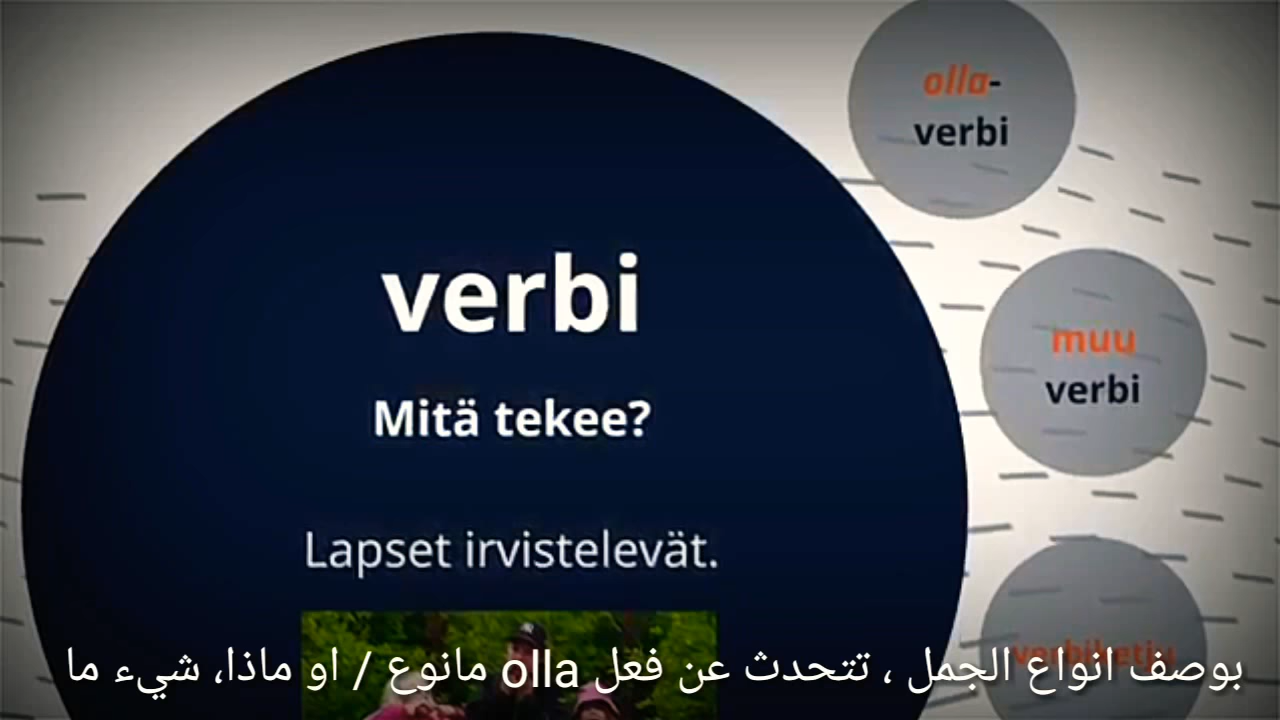 olla-
verbi
verbi
muu
verbi
Mitä tekee?
Lapset irvistelevät.
verbiketju
بوصف انواع الجمل ، تتحدث عن فعل olla مانوع / او ماذا، شيء ما